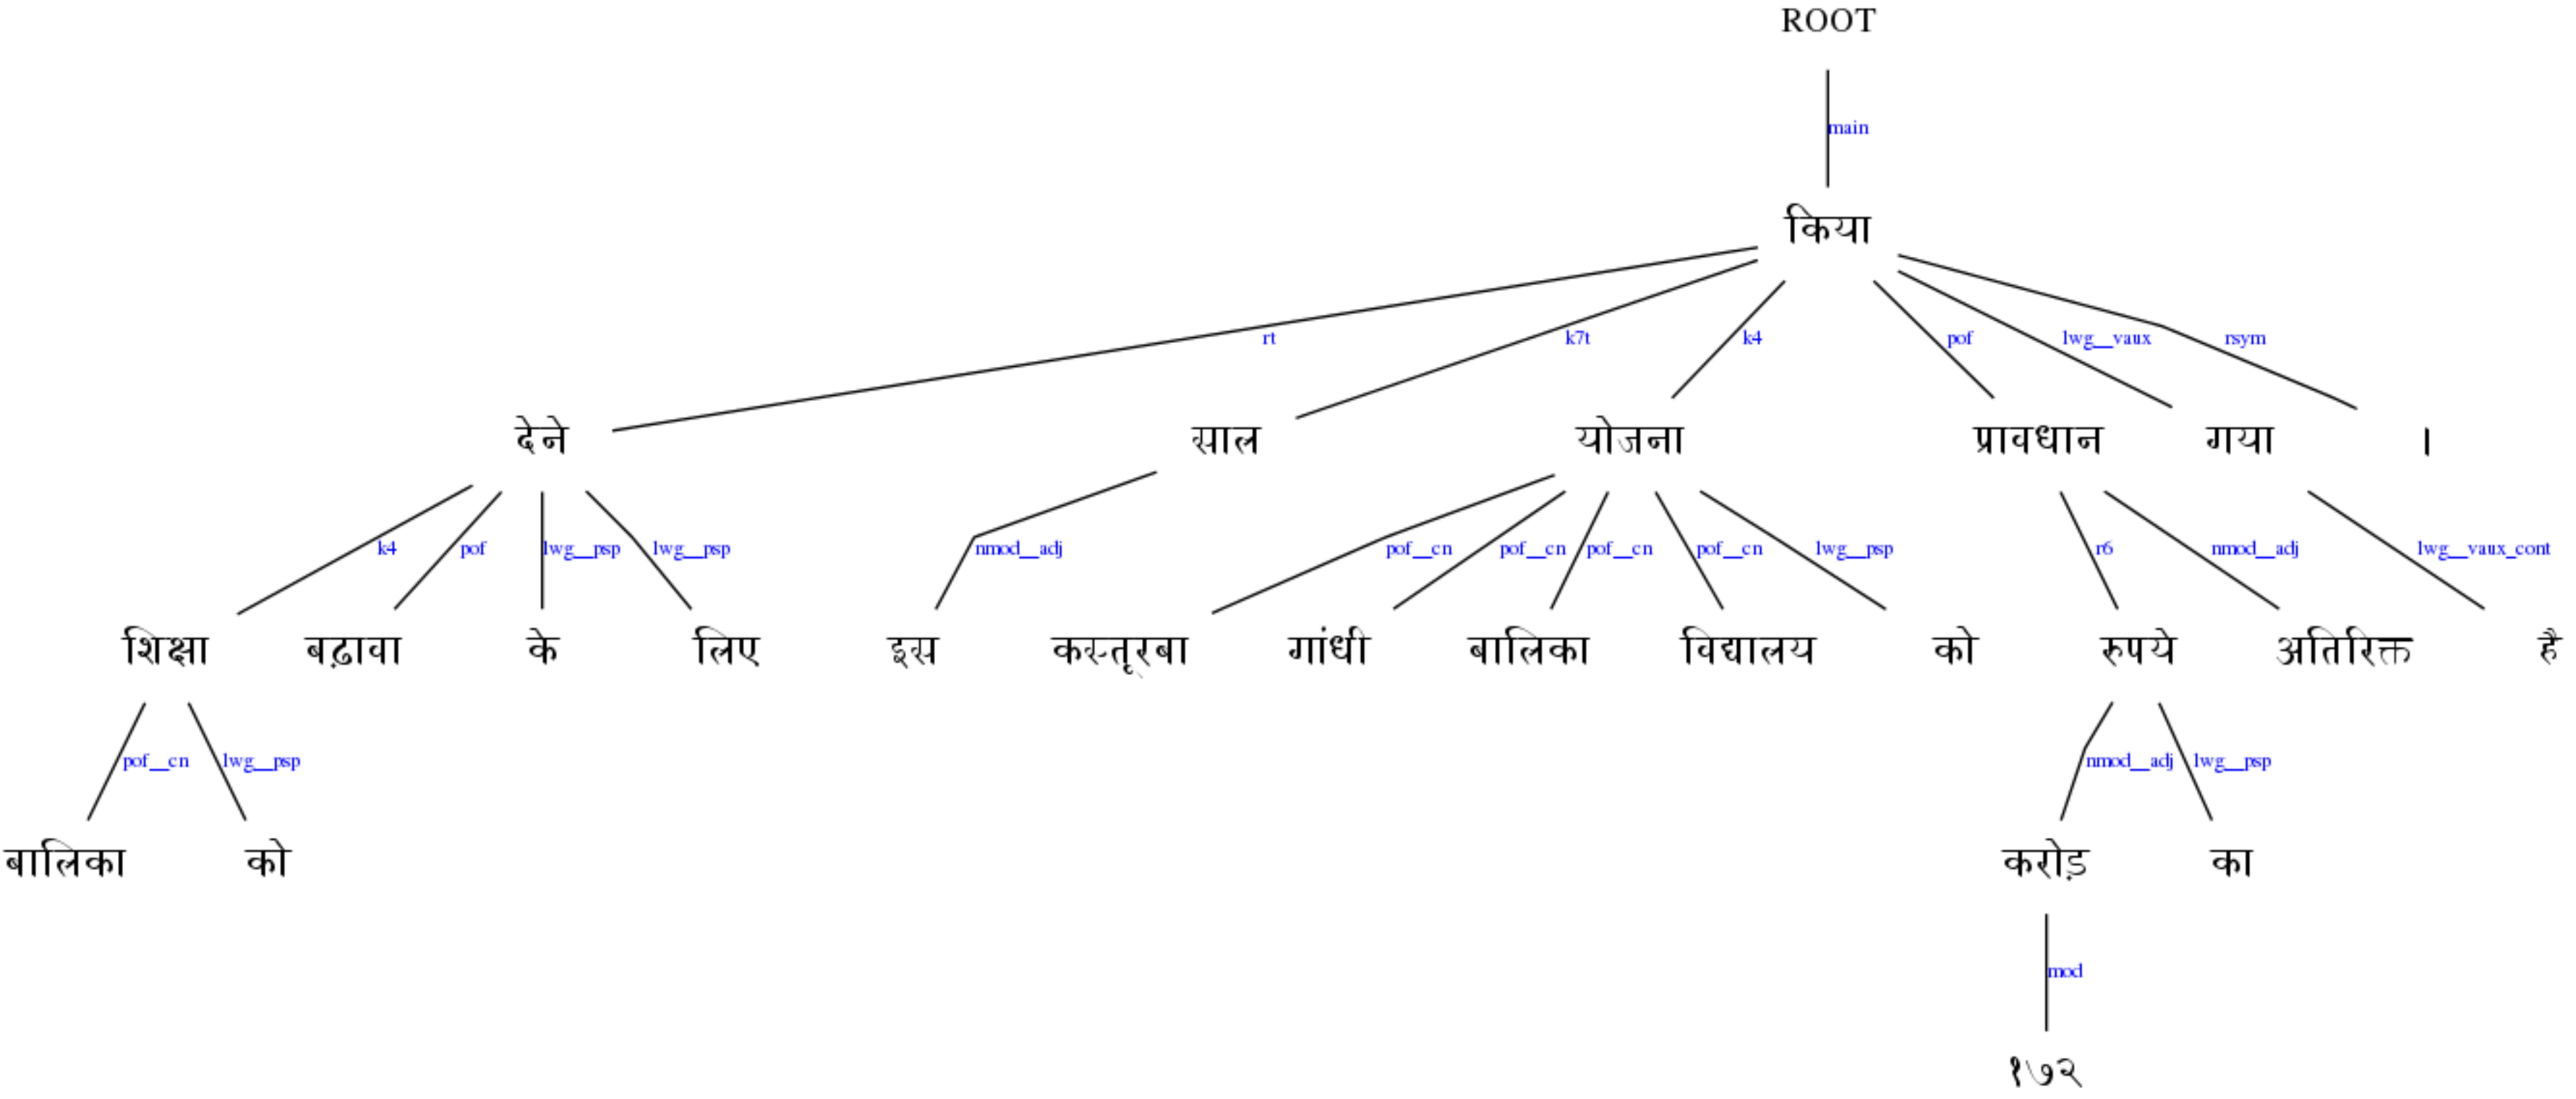 ROOT
main
किया
rt k7t k4 pof lwg__vaux rsym
देने साल योजना प्रावधान गया ।
k4 pof lwg__psp lwg__psp nmod__adj pof__cn pof__cn pof__cn pof__cn lwg__psp r6 nmod__adj lwg__vaux_cont
शिक्षा बढ़ावा के लिए इस कस्तूरबा गांधी बालिका विद्यालय को रुपये अतिरिक्त है
pof__cn lwg__psp nmod__adj lwg__psp
बालिका को करोड़ का
mod
१७२